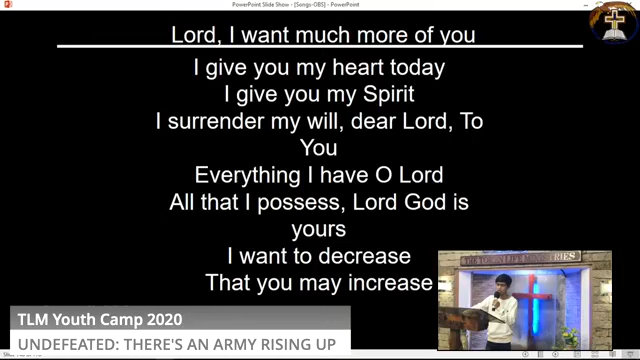 PowerPoint Slide Show - [Songs-OBS] - PowerPoint
Lord, I want much more of you
I give you my heart today
I give you my Spirit
I surrender my will, dear Lord, To
You
Everything I have O Lord
All that I possess, Lord God is
yours
I want to decrease
That you may increase
TLM Youth Camp 2020
UNDEFEATED: THERE'S AN ARMY RISING UP